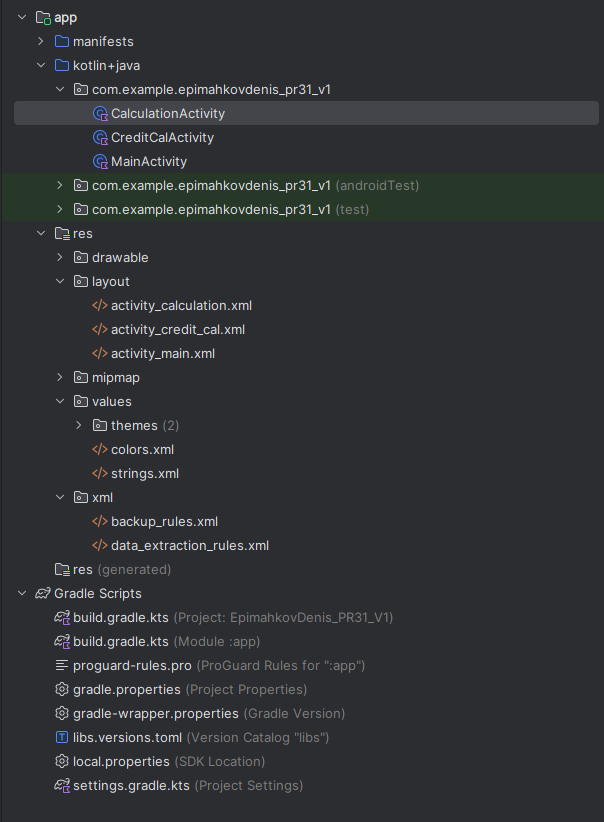 app
manifests
kotlin+java
com.example.epimahkovdenis_pr31_v1
CalculationActivity
CreditCalActivity
MainActivity
com.example.epimahkovdenis_pr31_v1 (androidTest)
com.example.epimahkovdenis_pr31_v1 (test)
res
drawable
layout
activity_calculation.xml
activity_credit_cal.xml
activity_main.xml
mipmap
values
themes (2)
colors.xml
strings.xml
xml
backup_rules.xml
data_extraction_rules.xml
res (generated)
Gradle Scripts
build.gradle.kts (Project: EpimahkovDenis_PR31_V1)
build.gradle.kts (Module :app)
proguard-rules.pro (ProGuard Rules for ":app")
gradle.properties (Project Properties)
gradle-wrapper.properties (Gradle Version)
libs.versions.toml (Version Catalog "libs")
local.properties (SDK Location)
settings.gradle.kts (Project Settings)